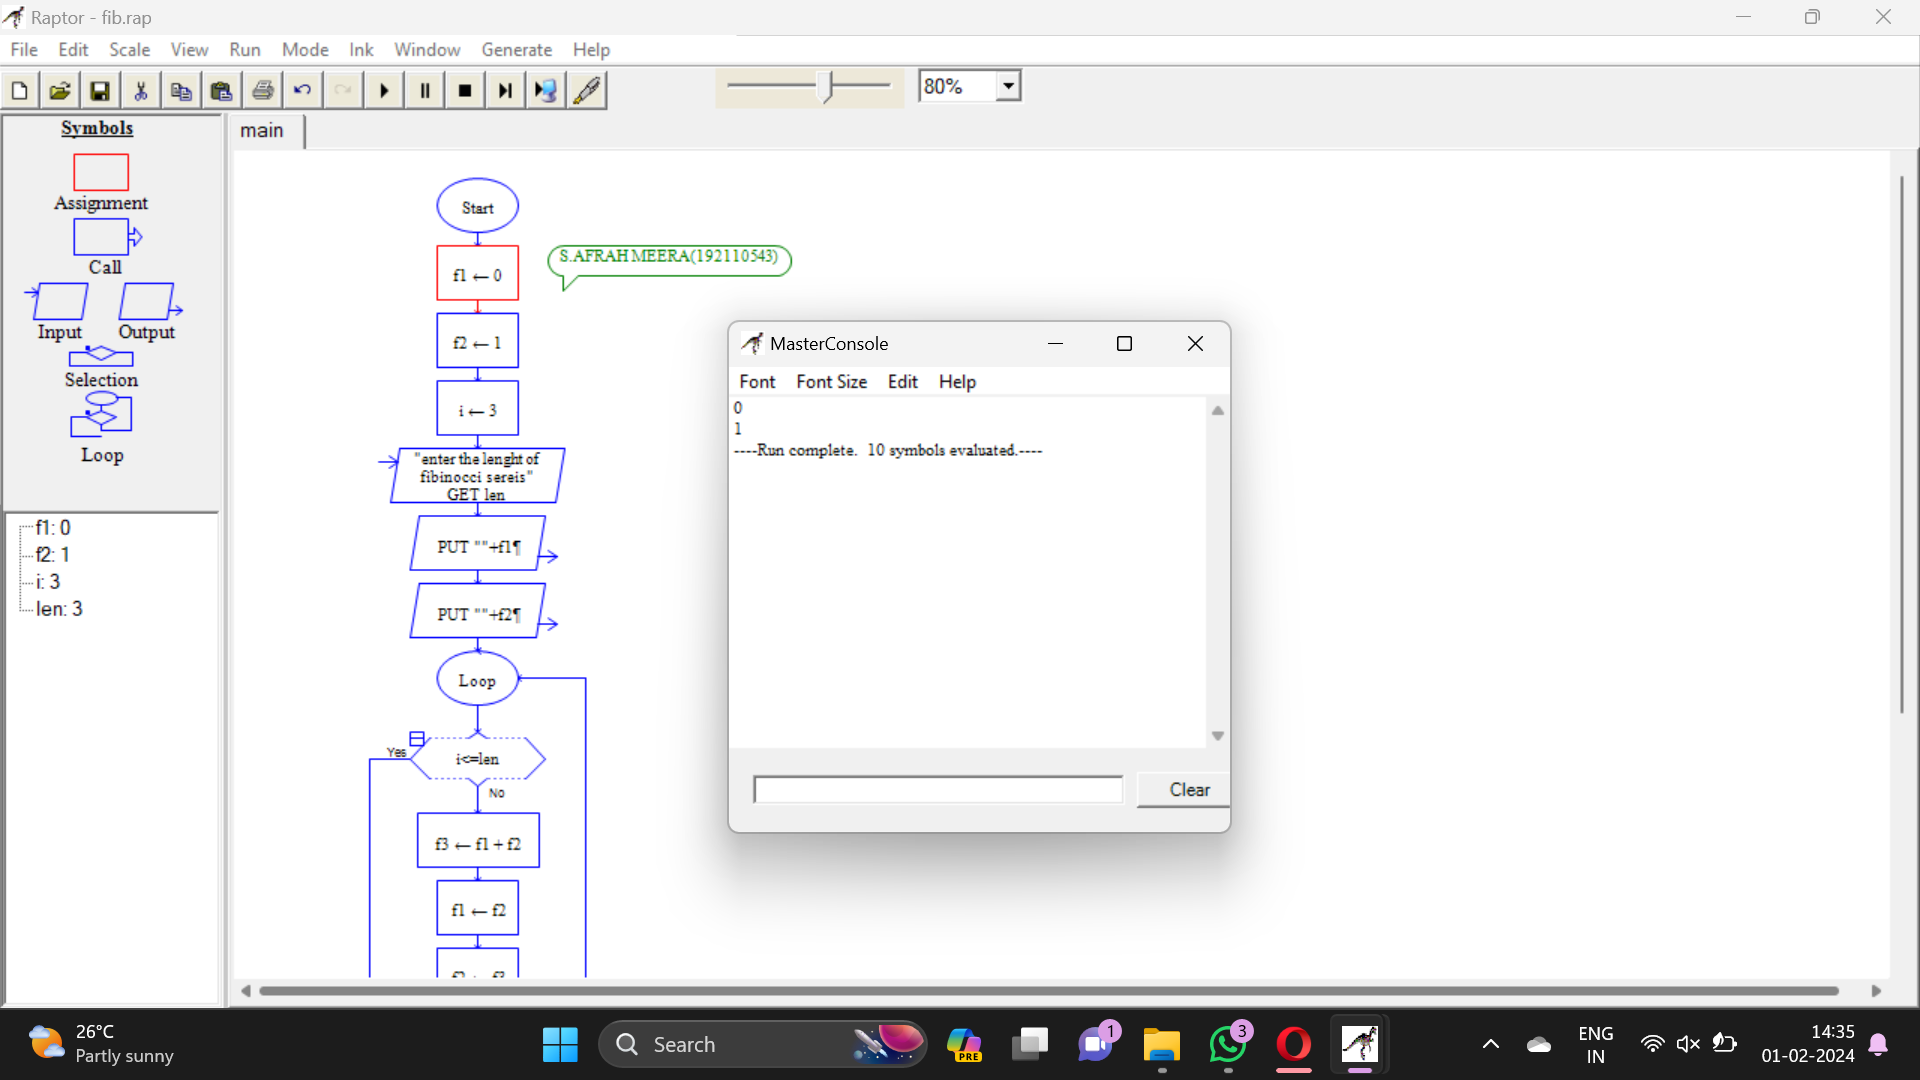 Raptor - fib.rap
File Edit Scale View Run Mode Ink Window Generate Help
80%
Symbols
Assignment
Call
Input Output
Selection
Loop
f1: 0
f2: 1
i: 3
len: 3
main
Start
f1 ← 0
S.AFRAH MEERA(192110543)
f2 ← 1
i ← 3
"enter the lenght of
fibinocci sereis"
GET len
PUT ""+f1¶
PUT ""+f2¶
Loop
Yes
i<=len
No
f3 ← f1 + f2
f1 ← f2
MasterConsole
Font Font Size Edit Help
0
1
----Run complete. 10 symbols evaluated.----
Clear
26°C
Partly sunny
Search
PRE
1
3
ENG
IN
14:35
01-02-2024